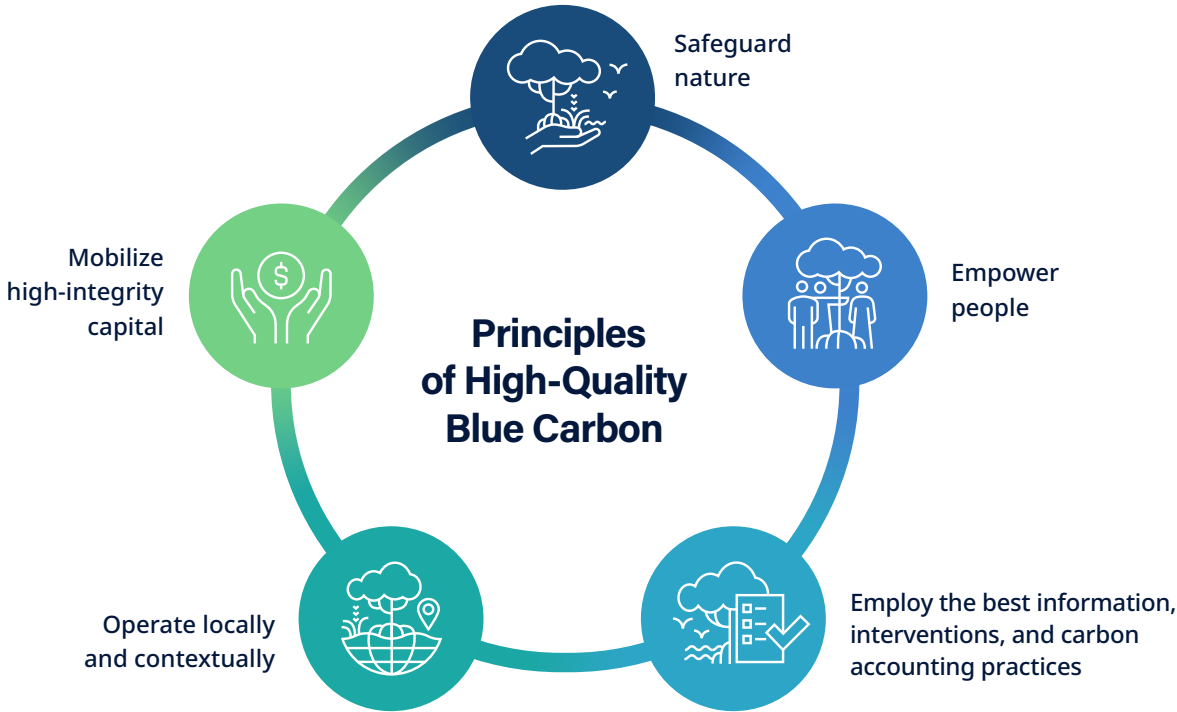 Safeguard
nature
Empower
people
Employ the best information,
interventions, and carbon
accounting practices
Operate locally
and contextually
Mobilize
high-integrity
capital
$
Principles
of High-Quality
Blue Carbon